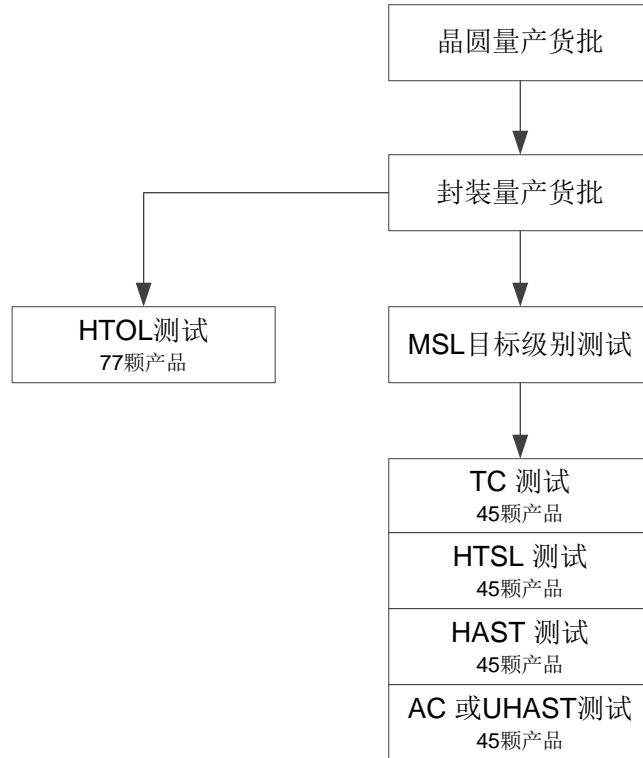 晶圆量产货批
封装量产货批
HTOL测试
77颗产品
MSL目标级别测试
TC 测试
45颗产品
HTSL 测试
45颗产品
HAST 测试
45颗产品
AC 或UHAST测试
45颗产品